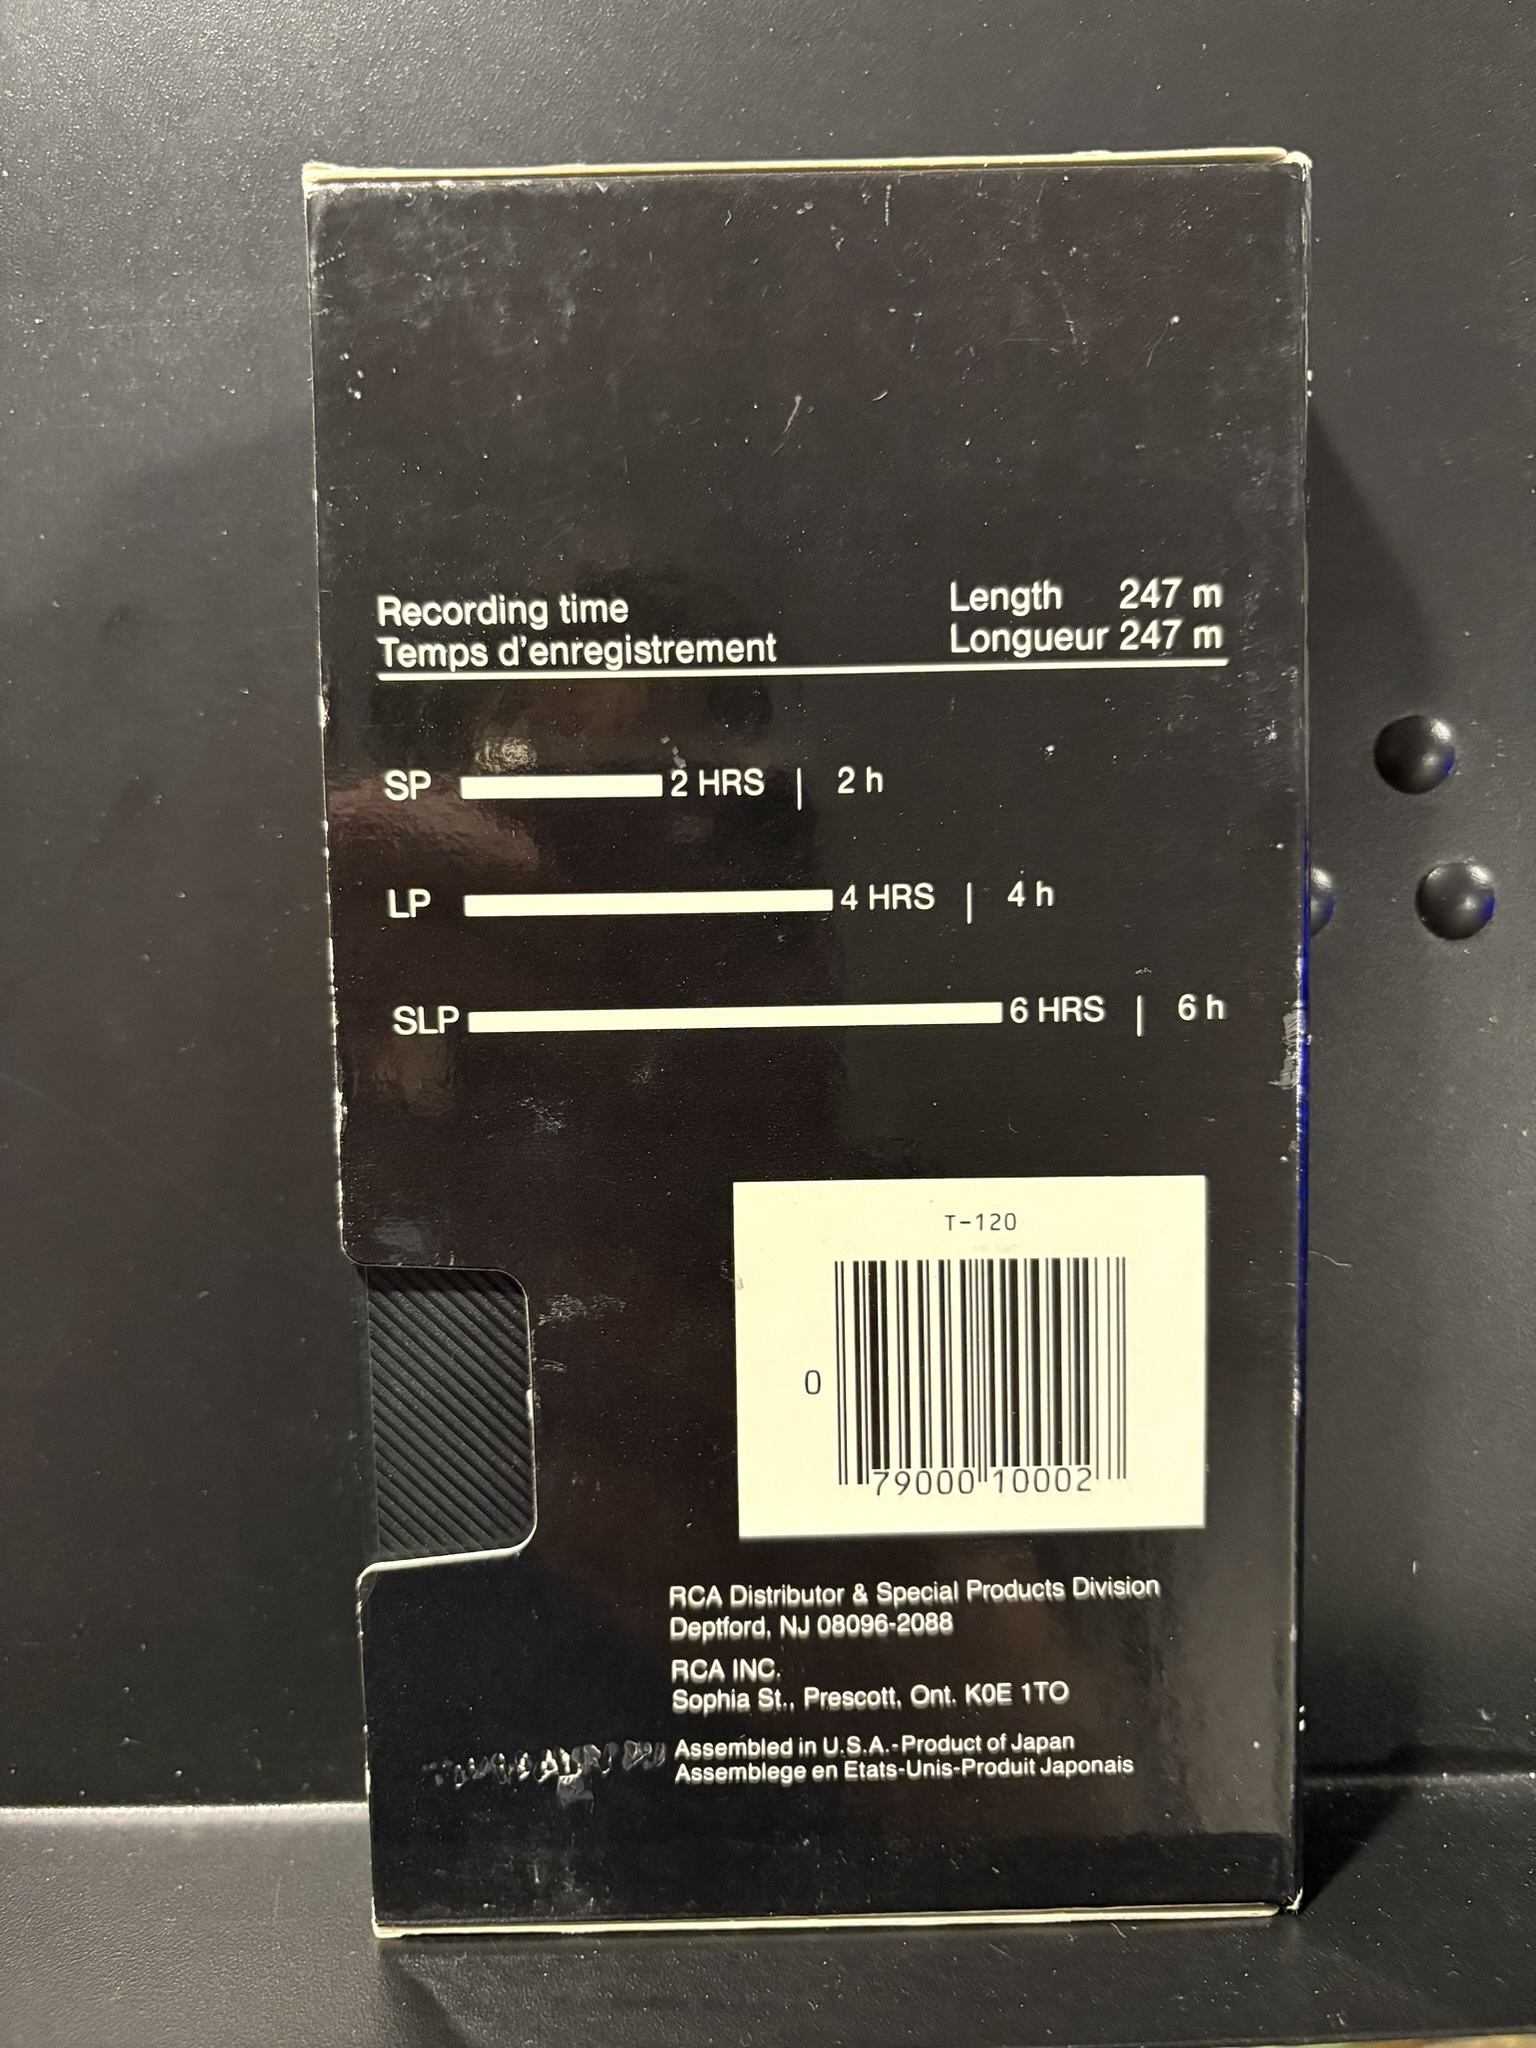 Recording time
Temps d'enregistrement
Length 247 m
Longueur 247 m
SP 2 HRS | 2 h
LP 4 HRS | 4 h
SLP 6 HRS | 6 h
T-120
0 79000 10002
RCA Distributor & Special Products Division
Deptford, NJ 08096-2088
RCA INC.
Sophia St., Prescott, Ont. K0E 1TO
Assembled in U.S.A.-Product of Japan
Assemblege en Etats-Unis-Produit Japonais